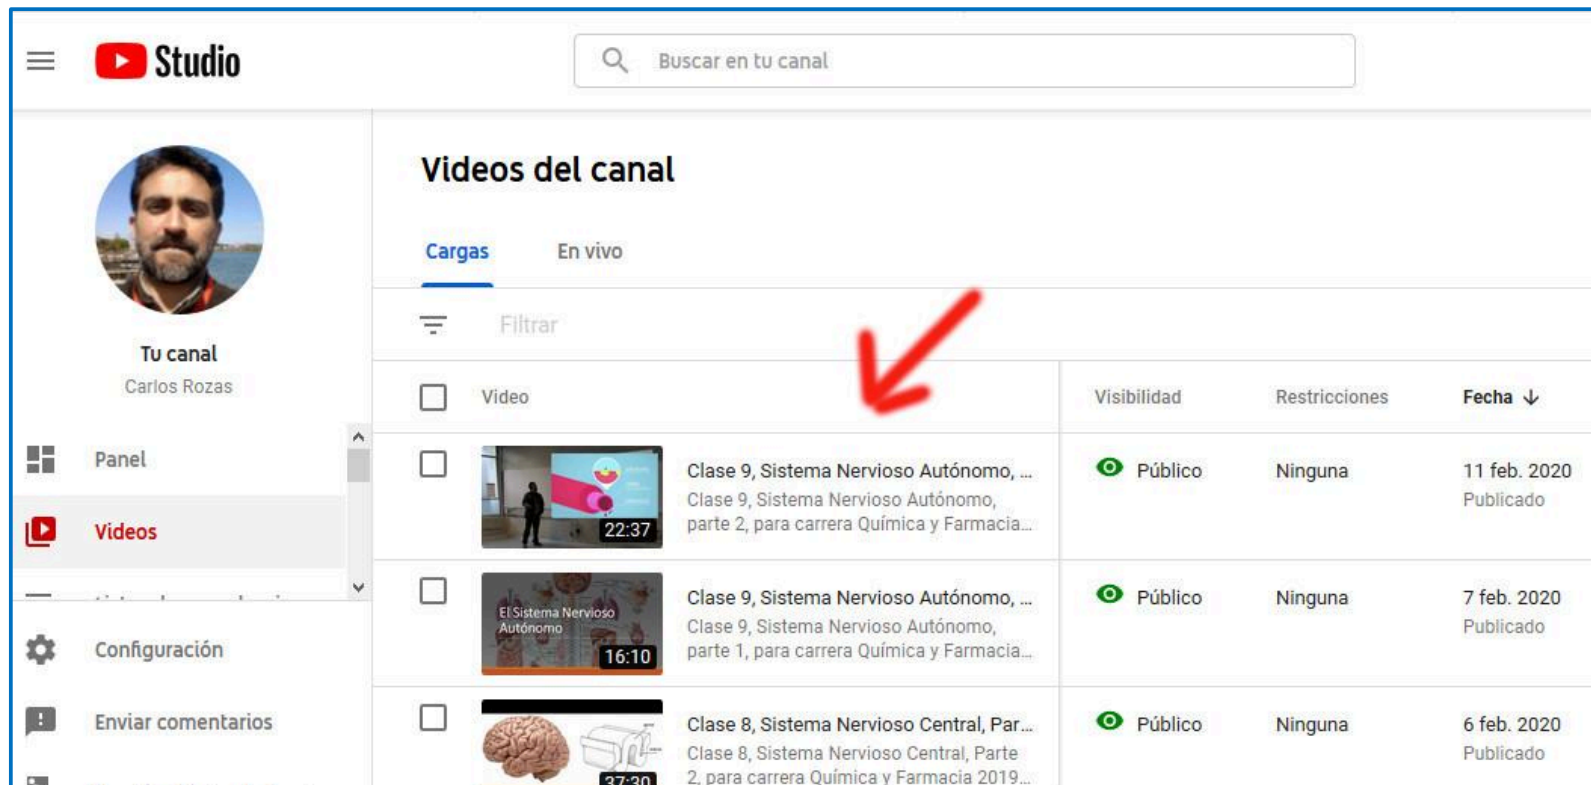 Studio
Buscar en tu canal
Tu canal
Carlos Rozas
Panel
Videos
Configuración
Enviar comentarios
Videos del canal
Cargas
En vivo
Filtrar
Video
Visibilidad
Restricciones
Fecha
22:37
Clase 9, Sistema Nervioso Autónomo, ...
Clase 9, Sistema Nervioso Autónomo,
parte 2, para carrera Química y Farmacia...
Público
Ninguna
11 feb. 2020
Publicado
El Sistema Nervioso
Autónomo
16:10
Clase 9, Sistema Nervioso Autónomo, ...
Clase 9, Sistema Nervioso Autónomo,
parte 1, para carrera Química y Farmacia...
Público
Ninguna
7 feb. 2020
Publicado
37:30
Clase 8, Sistema Nervioso Central, Par...
Clase 8, Sistema Nervioso Central, Parte
2, para carrera Química y Farmacia 2019...
Público
Ninguna
6 feb. 2020
Publicado